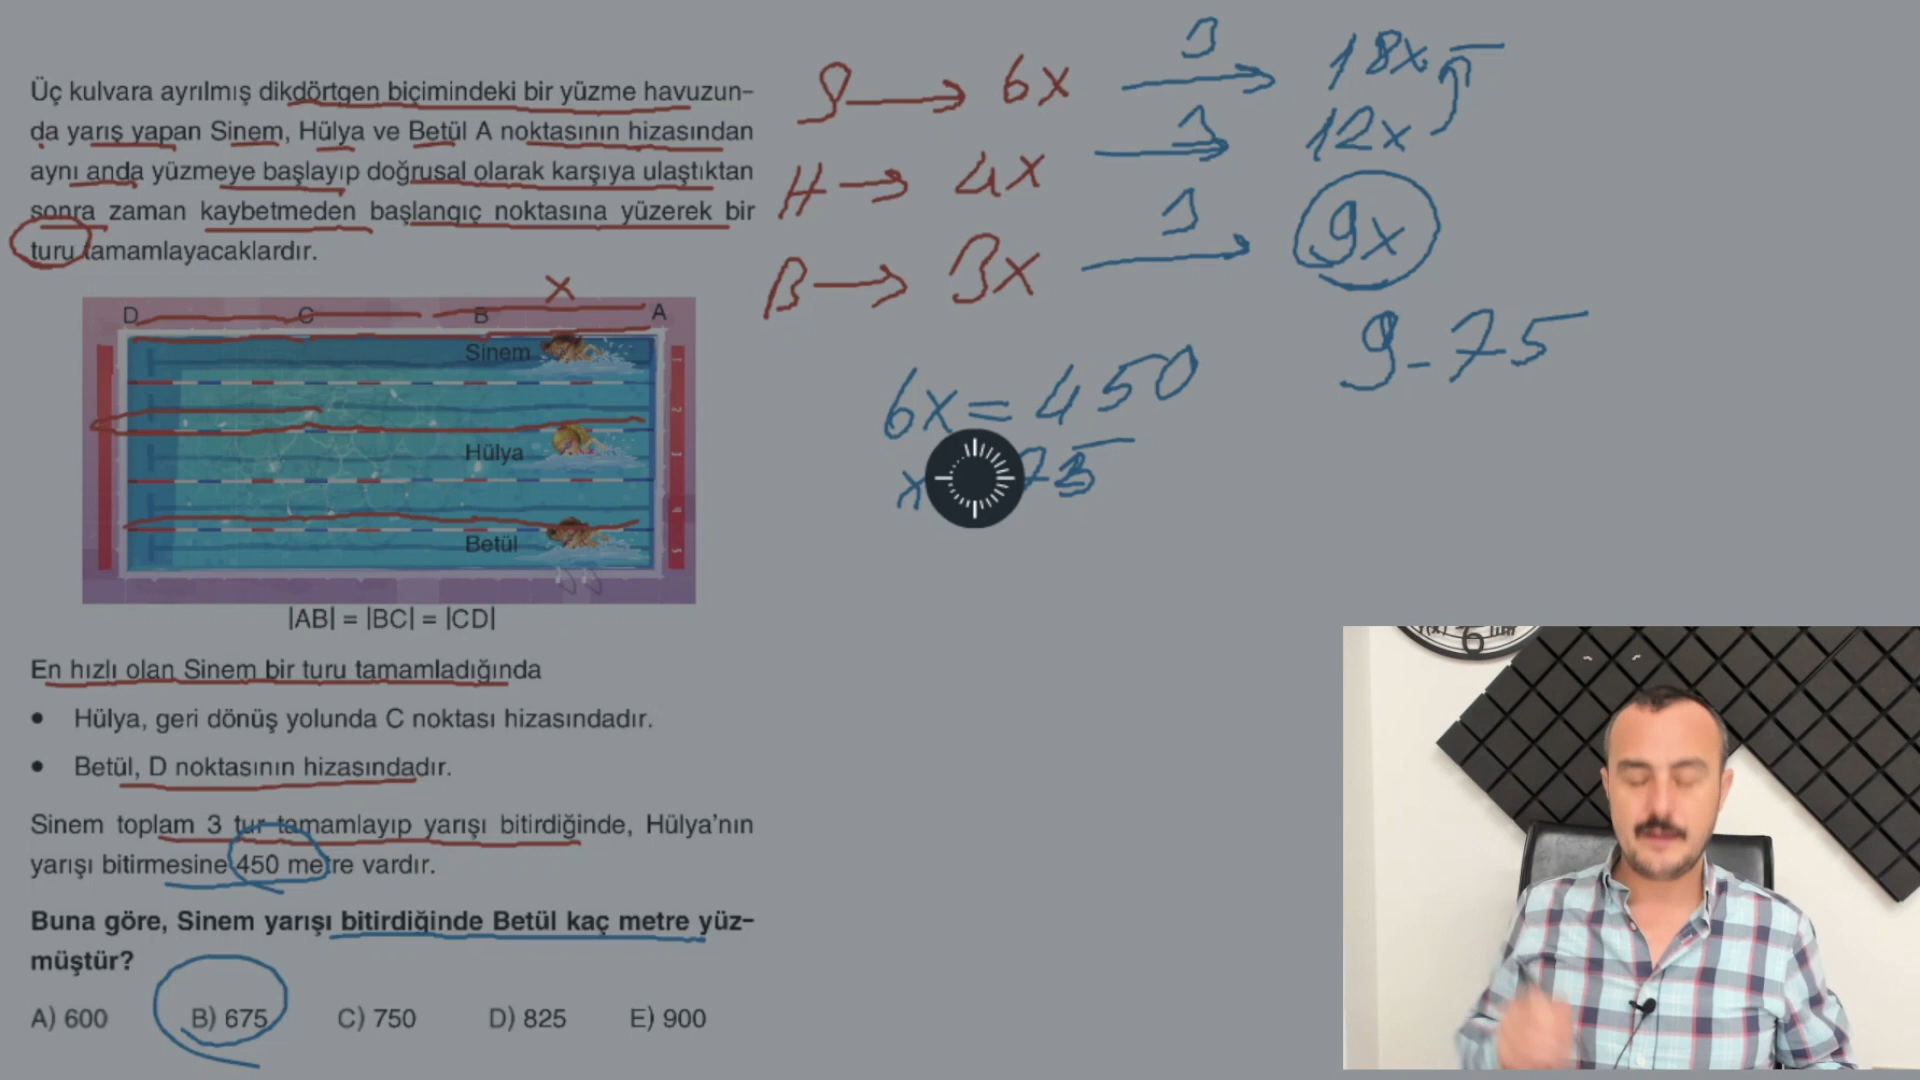 Üç kulvara ayrılmış dikdörtgen biçimindeki bir yüzme havuzun-
da yarış yapan Sinem, Hülya ve Betül A noktasının hizasından
aynı anda yüzmeye başlayıp doğrusal olarak karşıya ulaştıktan
sonra zaman kaybetmeden başlangıç noktasına yüzerek bir
turu tamamlayacaklardır.
x
D C B A
Sinem
Hülya
Betül
|AB| = |BC| = |CD|
En hızlı olan Sinem bir turu tamamladığında
• Hülya, geri dönüş yolunda C noktası hizasındadır.
• Betül, D noktasının hizasındadır.
Sinem toplam 3 tur tamamlayıp yarışı bitirdiğinde, Hülya'nın
yarışı bitirmesine 450 metre vardır.
Buna göre, Sinem yarışı bitirdiğinde Betül kaç metre yüz-
müştür?
A) 600 B) 675 C) 750 D) 825 E) 900
S → 6x 3 → 18x
H → 4x 3 → 12x
B → 3x 3 → 9x
6x = 450
x 75
9.75